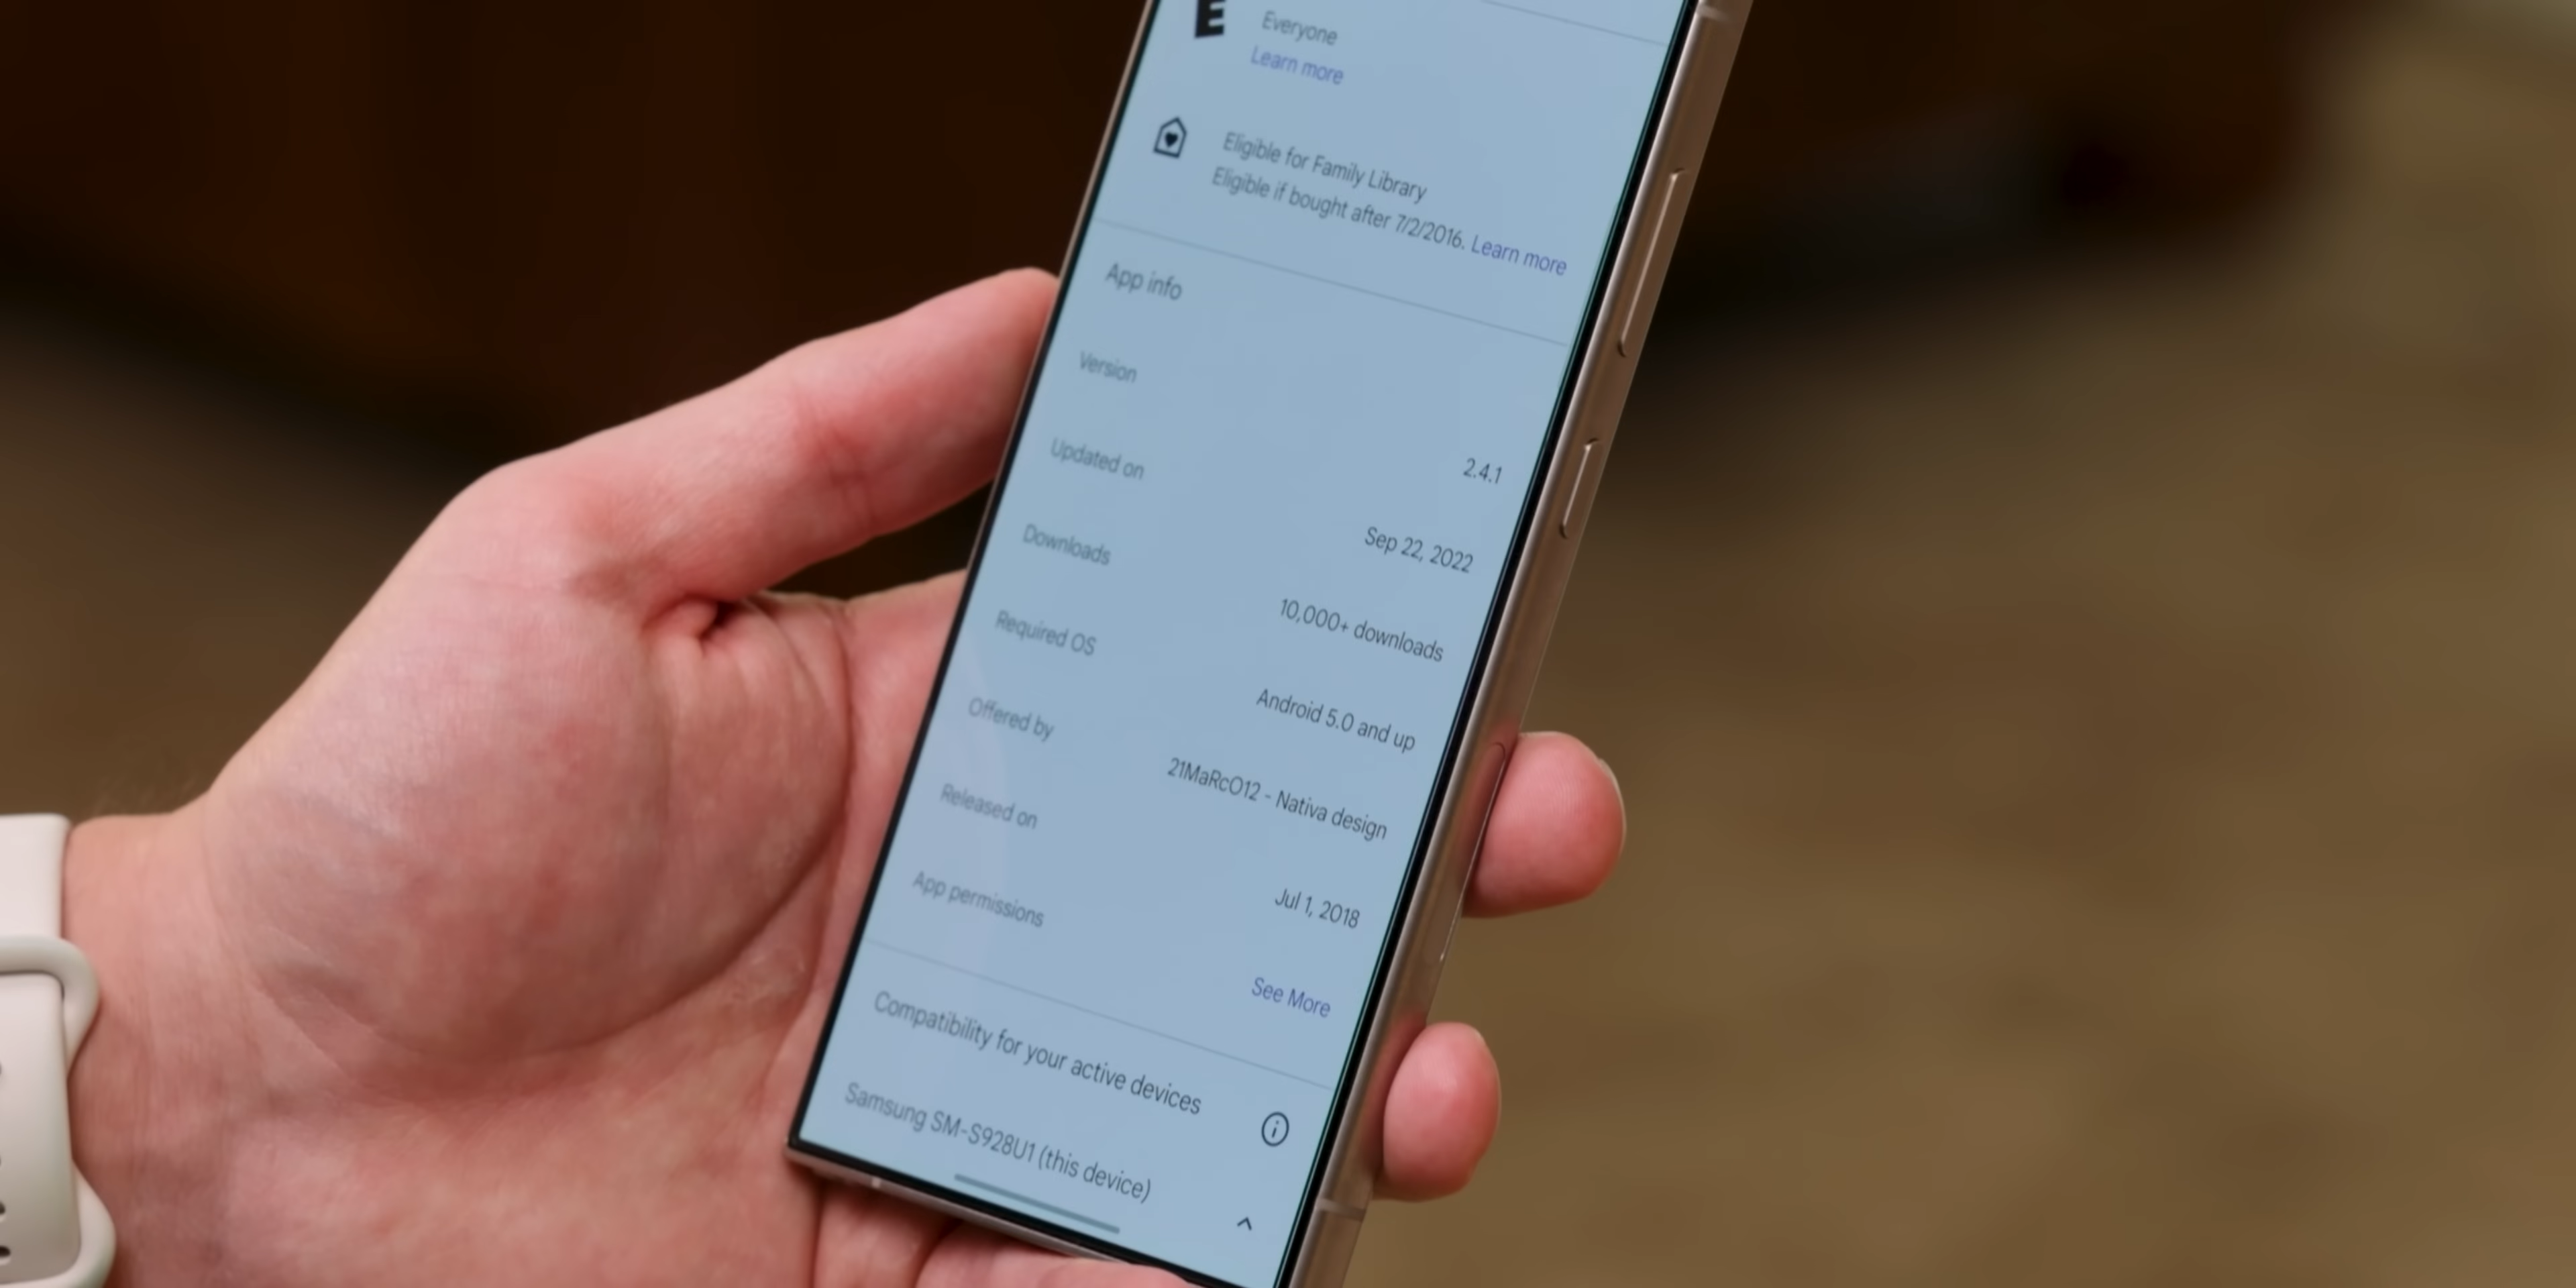 E
Everyone
Learn more
Eligible for Family Library
Eligible if bought after 7/2/2016. Learn more
App info
Version
2.4.1
Updated on
Sep 22, 2022
Downloads
10,000+ downloads
Required OS
Android 5.0 and up
Offered by
21MaRcO12 - Nativa design
Released on
Jul 1, 2018
App permissions
See More
Compatibility for your active devices
Samsung SM-S928U1 (this device)